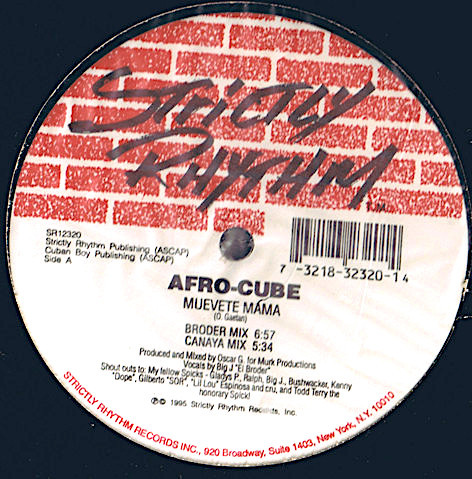 STRICTLY
RHYTHM
T.M.
SR12320
Strictly Rhythm Publishing (ASCAP)
Cuban Boy Publishing (ASCAP)
Side A
7 -3218-32320-1 4
AFRO-CUBE
MUEVETE MAMA
(O. Gaetan)
BRODER MIX 6:57
CANAYA MIX 5:34
Produced and Mixed by Oscar G. for Murk Productions
Vocals by Big J "El Broder"
Shout outs to: My fellow Spicks - Gladys P., Ralph, Big J., Bushwacker, Kenny
"Dope", Gilberto "SOR", "Lil Lou" Espinosa and cru, and Todd Terry the
honorary Spick!
℗© 1995 Strictly Rhythm Records, Inc.
STRICTLY RHYTHM RECORDS INC., 920 Broadway, Suite 1403, New York, N.Y. 10010